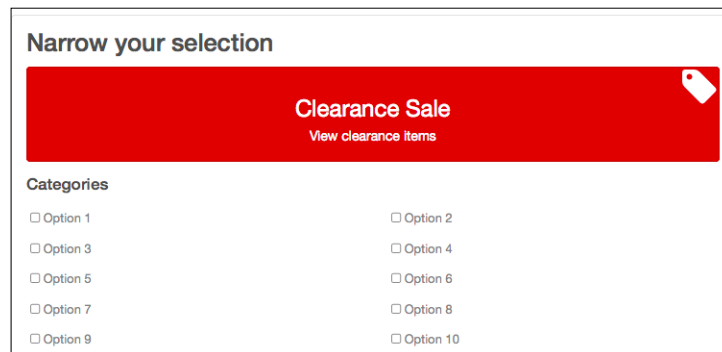 Narrow your selection
Clearance Sale
View clearance items
Categories
Option 1
Option 2
Option 3
Option 4
Option 5
Option 6
Option 7
Option 8
Option 9
Option 10